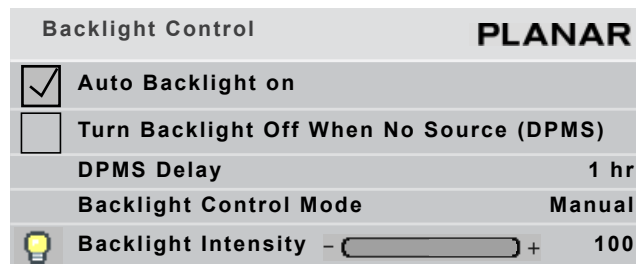 Backlight Control PLANAR
Auto Backlight on
Turn Backlight Off When No Source (DPMS)
DPMS Delay 1 hr
Backlight Control Mode Manual
Backlight Intensity - + 100